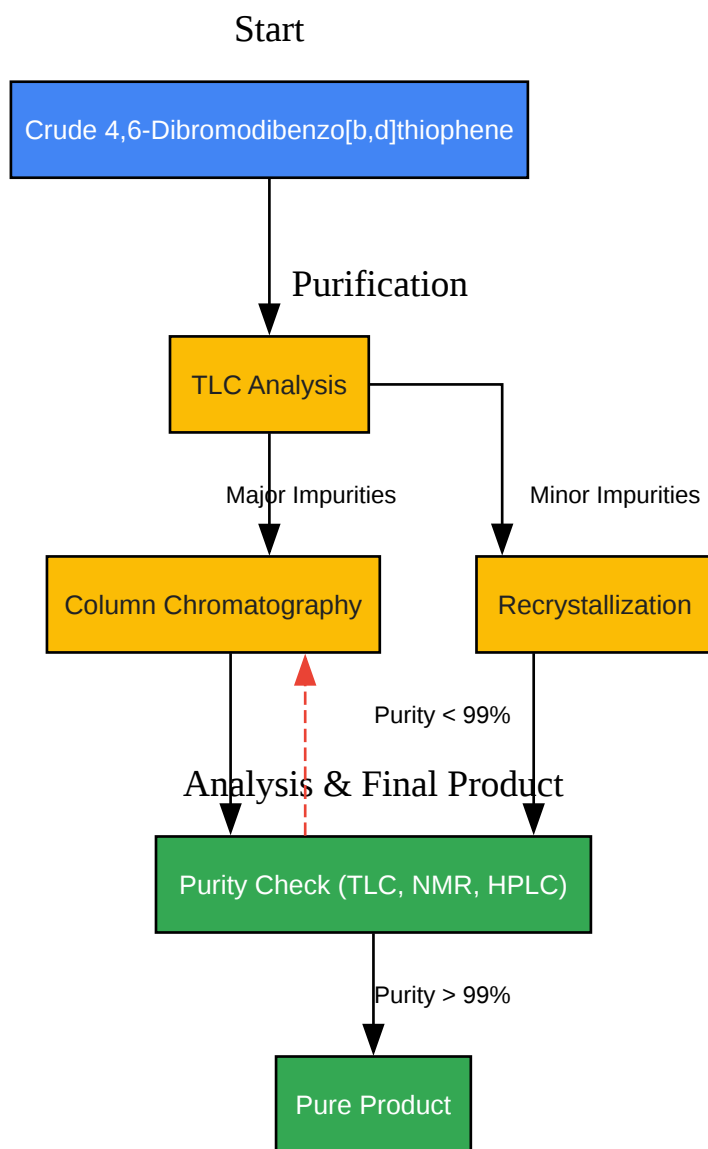 Start
Crude 4,6-Dibromodibenzo[b,d]thiophene
Purification
TLC Analysis
Major Impurities
Minor Impurities
Column Chromatography
Recrystallization
Purity < 99%
Analysis & Final Product
Purity Check (TLC, NMR, HPLC)
Purity > 99%
Pure Product